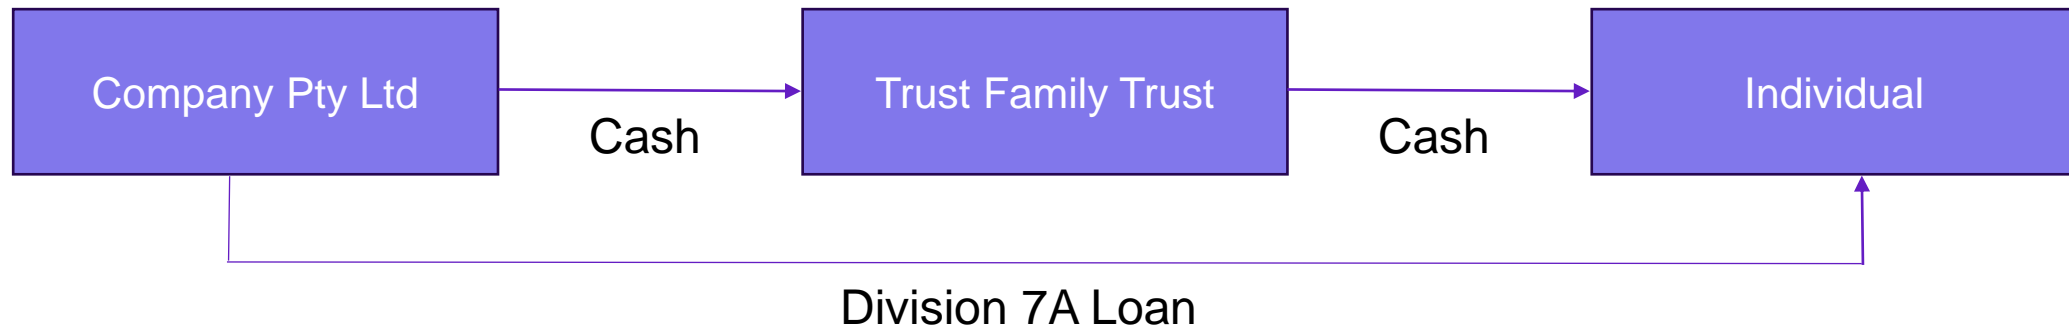 Company Pty Ltd
Cash
Trust Family Trust
Cash
Individual
Division 7A Loan